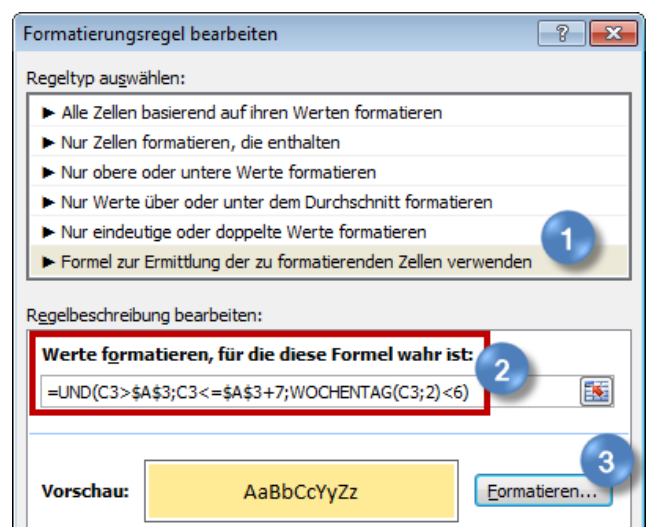 Formatierungsregel bearbeiten
Regeltyp auswählen:
► Alle Zellen basierend auf ihren Werten formatieren
► Nur Zellen formatieren, die enthalten
► Nur obere oder untere Werte formatieren
► Nur Werte über oder unter dem Durchschnitt formatieren
► Nur eindeutige oder doppelte Werte formatieren
1
► Formel zur Ermittlung der zu formatierenden Zellen verwenden
Regelbeschreibung bearbeiten:
Werte formatieren, für die diese Formel wahr ist:
2
=UND(C3>$A$3;C3<=$A$3+7;WOCHENTAG(C3;2)<6)
3
Vorschau: AaBbCcYyZz Formatieren...